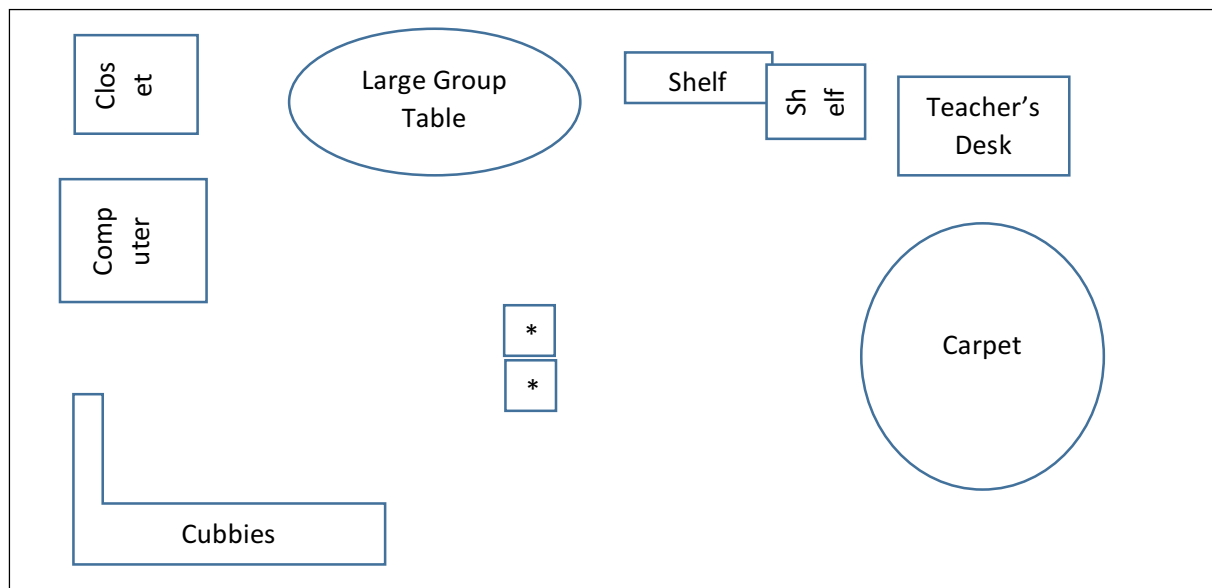 Clos
et
Large Group
Table
Shelf
Sh
elf
Teacher’s
Desk
Comp
uter
*
*
Carpet
Cubbies